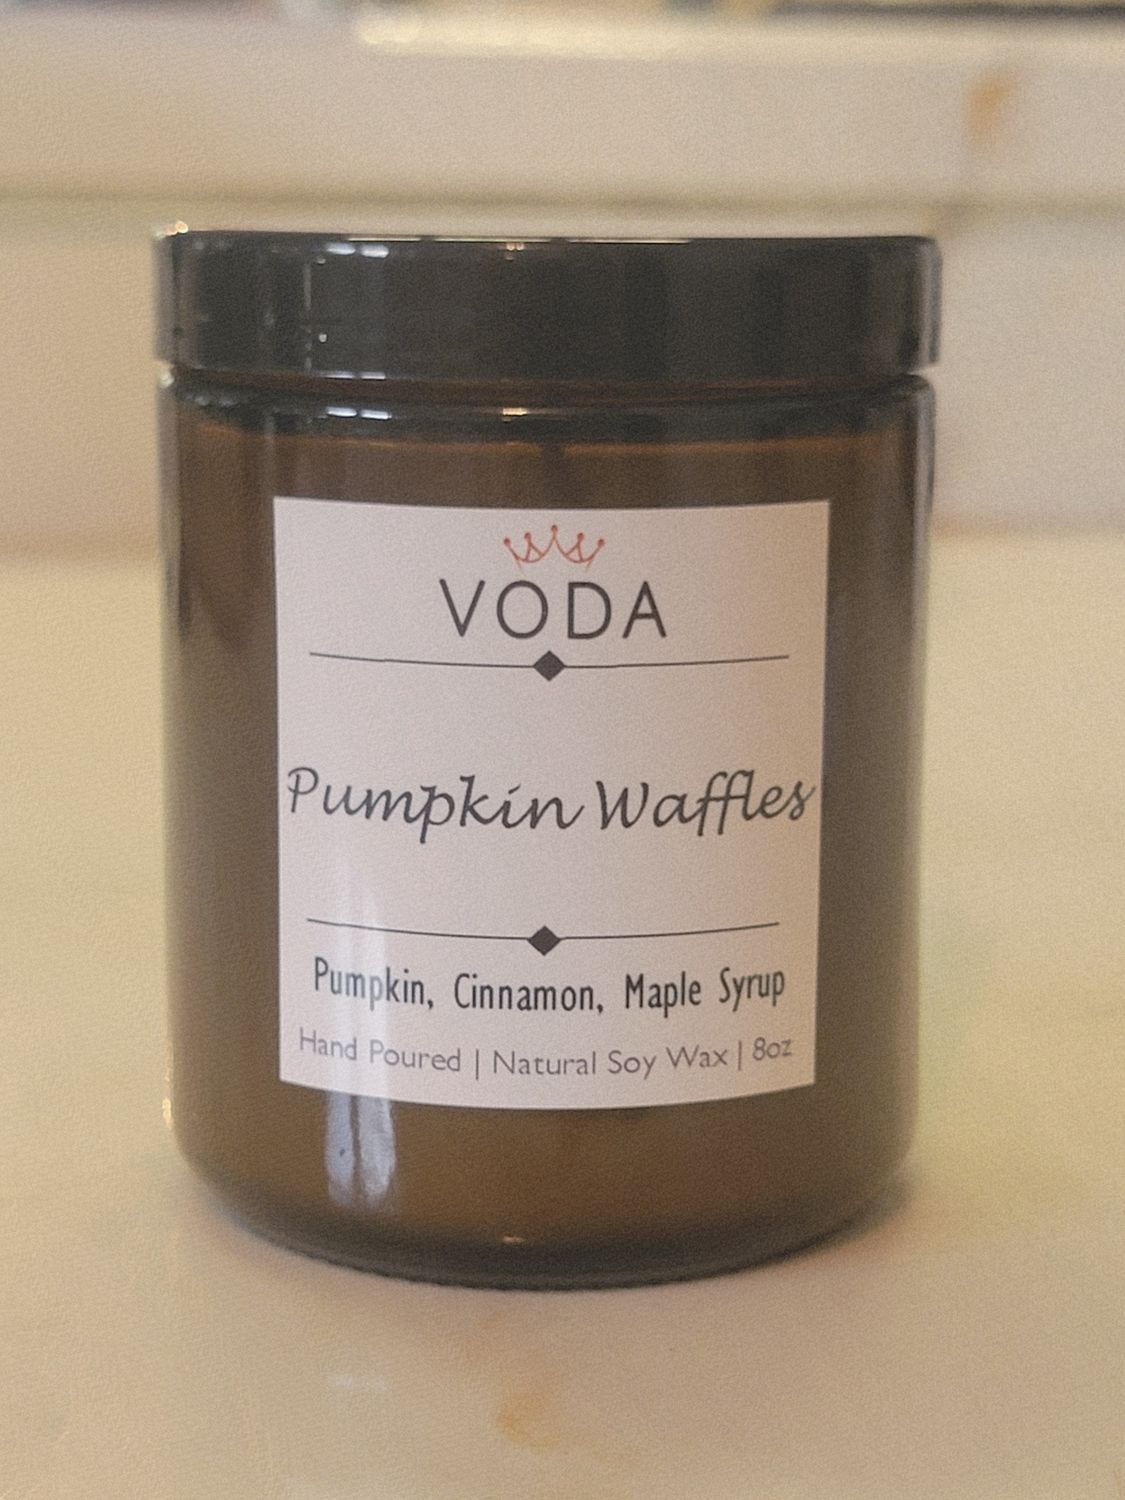 VODA
Pumpkin Waffles
Pumpkin, Cinnamon, Maple Syrup
Hand Poured | Natural Soy Wax | 8oz